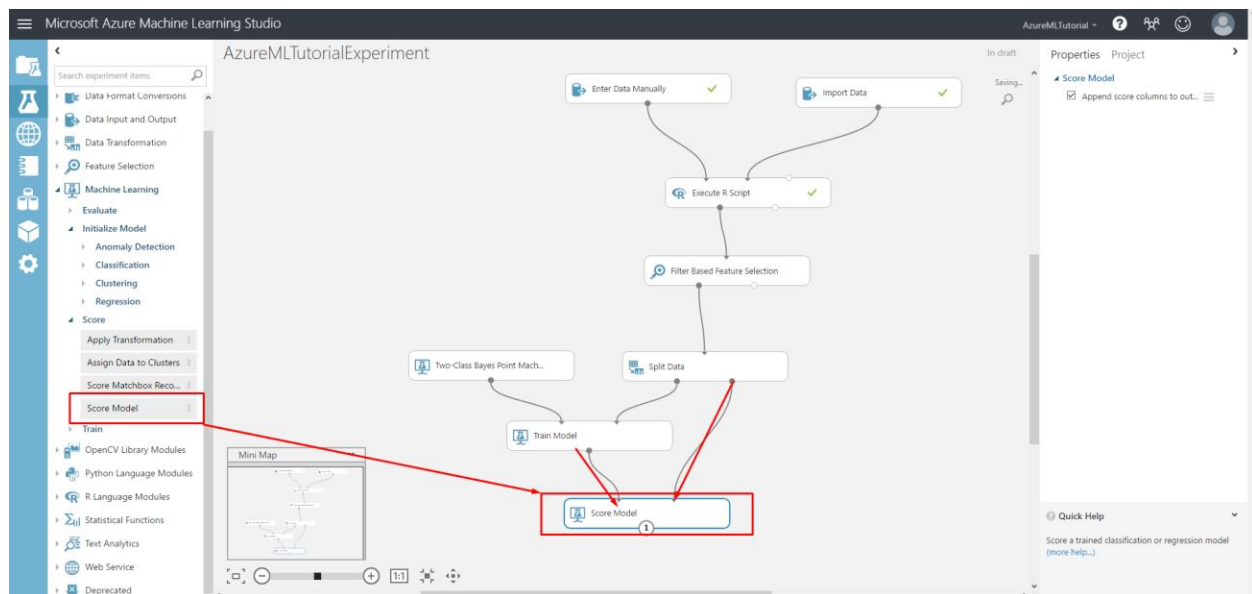 Microsoft Azure Machine Learning Studio
AzureMLTutorial
?
Search experiment items
Data Format Conversions
Data Input and Output
Data Transformation
Feature Selection
Machine Learning
Evaluate
Initialize Model
Anomaly Detection
Classification
Clustering
Regression
Score
Apply Transformation
Assign Data to Clusters
Score Matchbox Reco...
Score Model
Train
OpenCV Library Modules
Python Language Modules
R Language Modules
Statistical Functions
Text Analytics
Web Service
Deprecated
AzureMLTutorialExperiment
In draft
Saving...
Enter Data Manually
Import Data
Execute R Script
Filter Based Feature Selection
Two-Class Bayes Point Mach...
Split Data
Train Model
Score Model
1
Mini Map
1:1
Properties Project
Score Model
Append score columns to out...
Quick Help
Score a trained classification or regression model
(more help...)